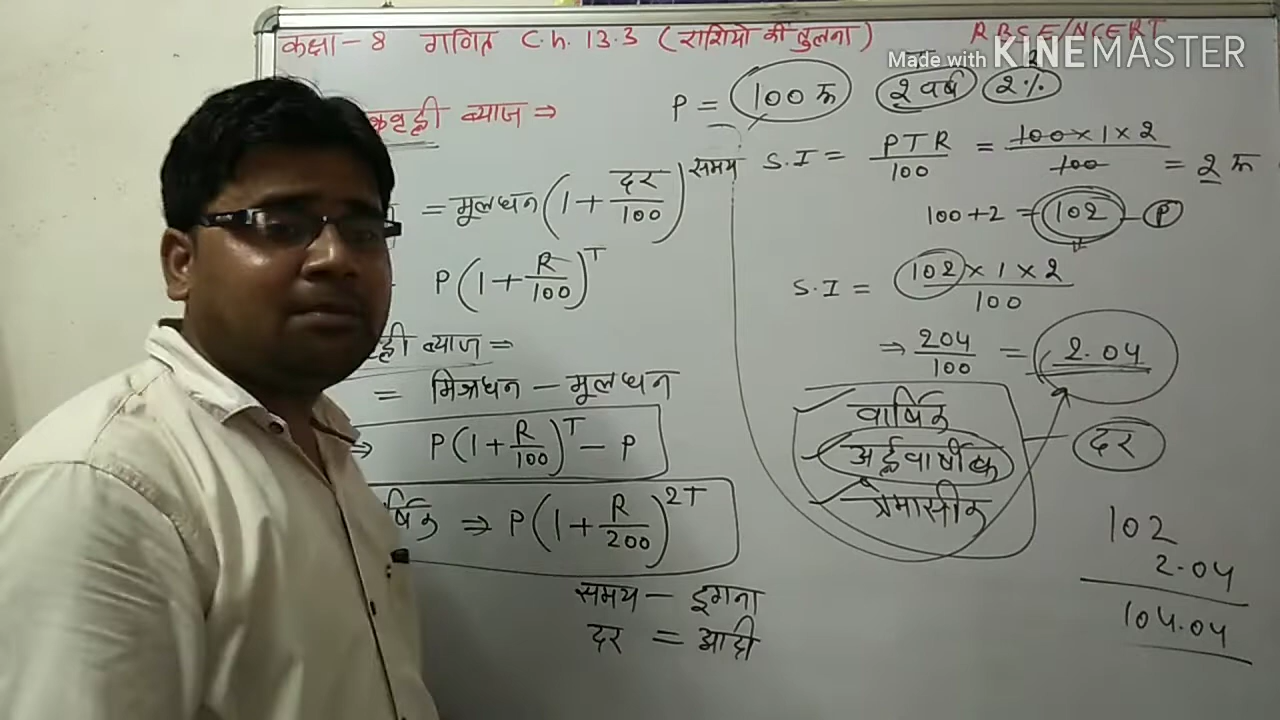 कक्षा - 8 गणित Ch. 13.3 (राशियो की तुलना) RBSE/NCERT
Made with KINEMASTER
ब्याज ⇒
= मूलधन (1 + दर/100)^समय
P(1 + R/100)^T
ब्याज ⇒
= मिश्रधन - मूलधन
⇒ P(1 + R/100)^T - P
⇒ P(1 + R/200)^2T
समय - दुगना
दर = आधी
P = 100 रू 2 वर्ष 2%
S.I = PTR/100 = 100 × 1 × 2/100 = 2 रू
100 + 2 = 102 - P
S.I = 102 × 1 × 2/100
⇒ 204/100 = 2.04
वार्षिक
अर्द्धवार्षीक
त्रैमासीक
दर
102
2.04
104.04